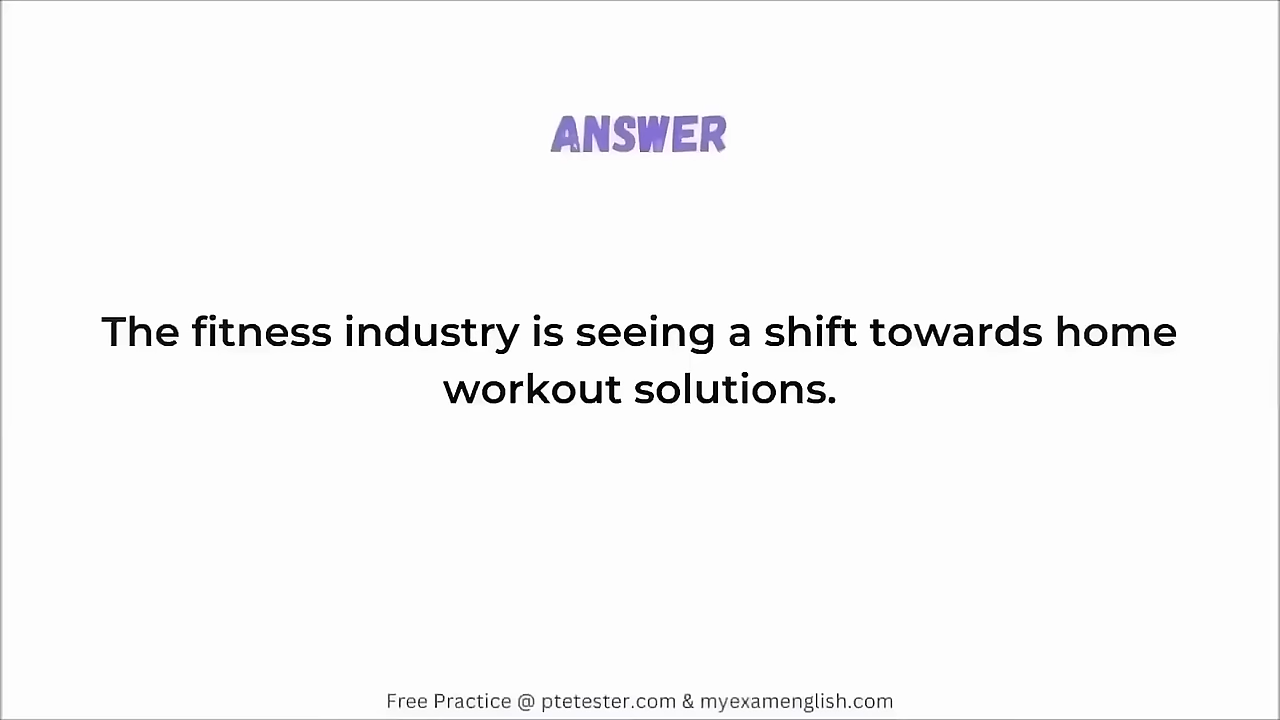 ANSWER
The fitness industry is seeing a shift towards home
workout solutions.
Free Practice @ ptetester.com & myexamenglish.com